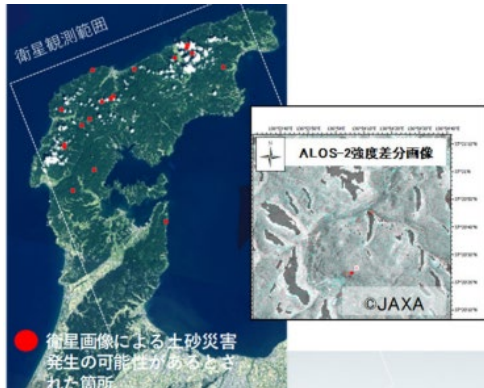 衛星観測範囲
ALOS-2強度差分画像
©JAXA
衛星画像による土砂災害
発生の可能性があるとさ
れた箇所